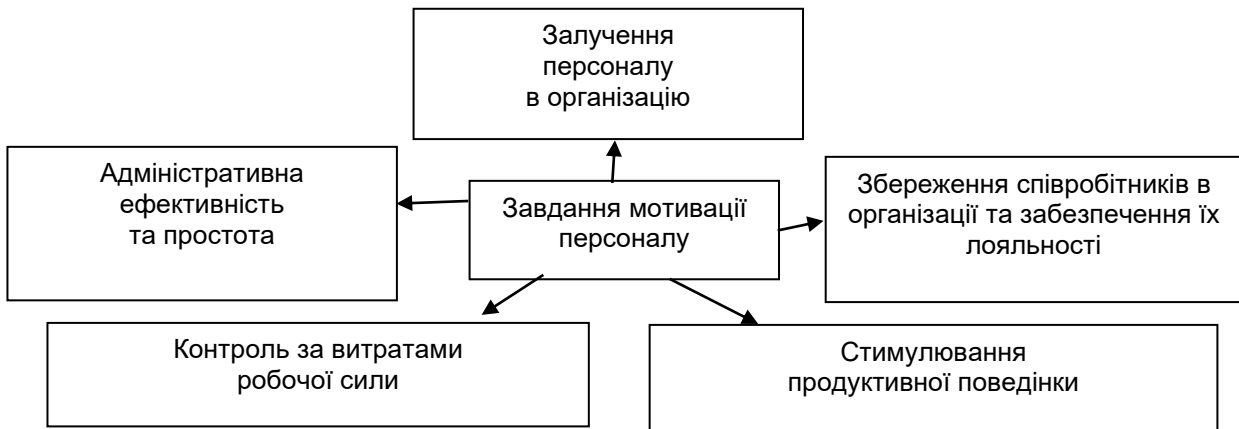 Залучення
персоналу
в організацію
Адміністративна
ефективність
та простота
Завдання мотивації
персоналу
Збереження співробітників в
організації та забезпечення їх
лояльності
Контроль за витратами
робочої сили
Стимулювання
продуктивної поведінки